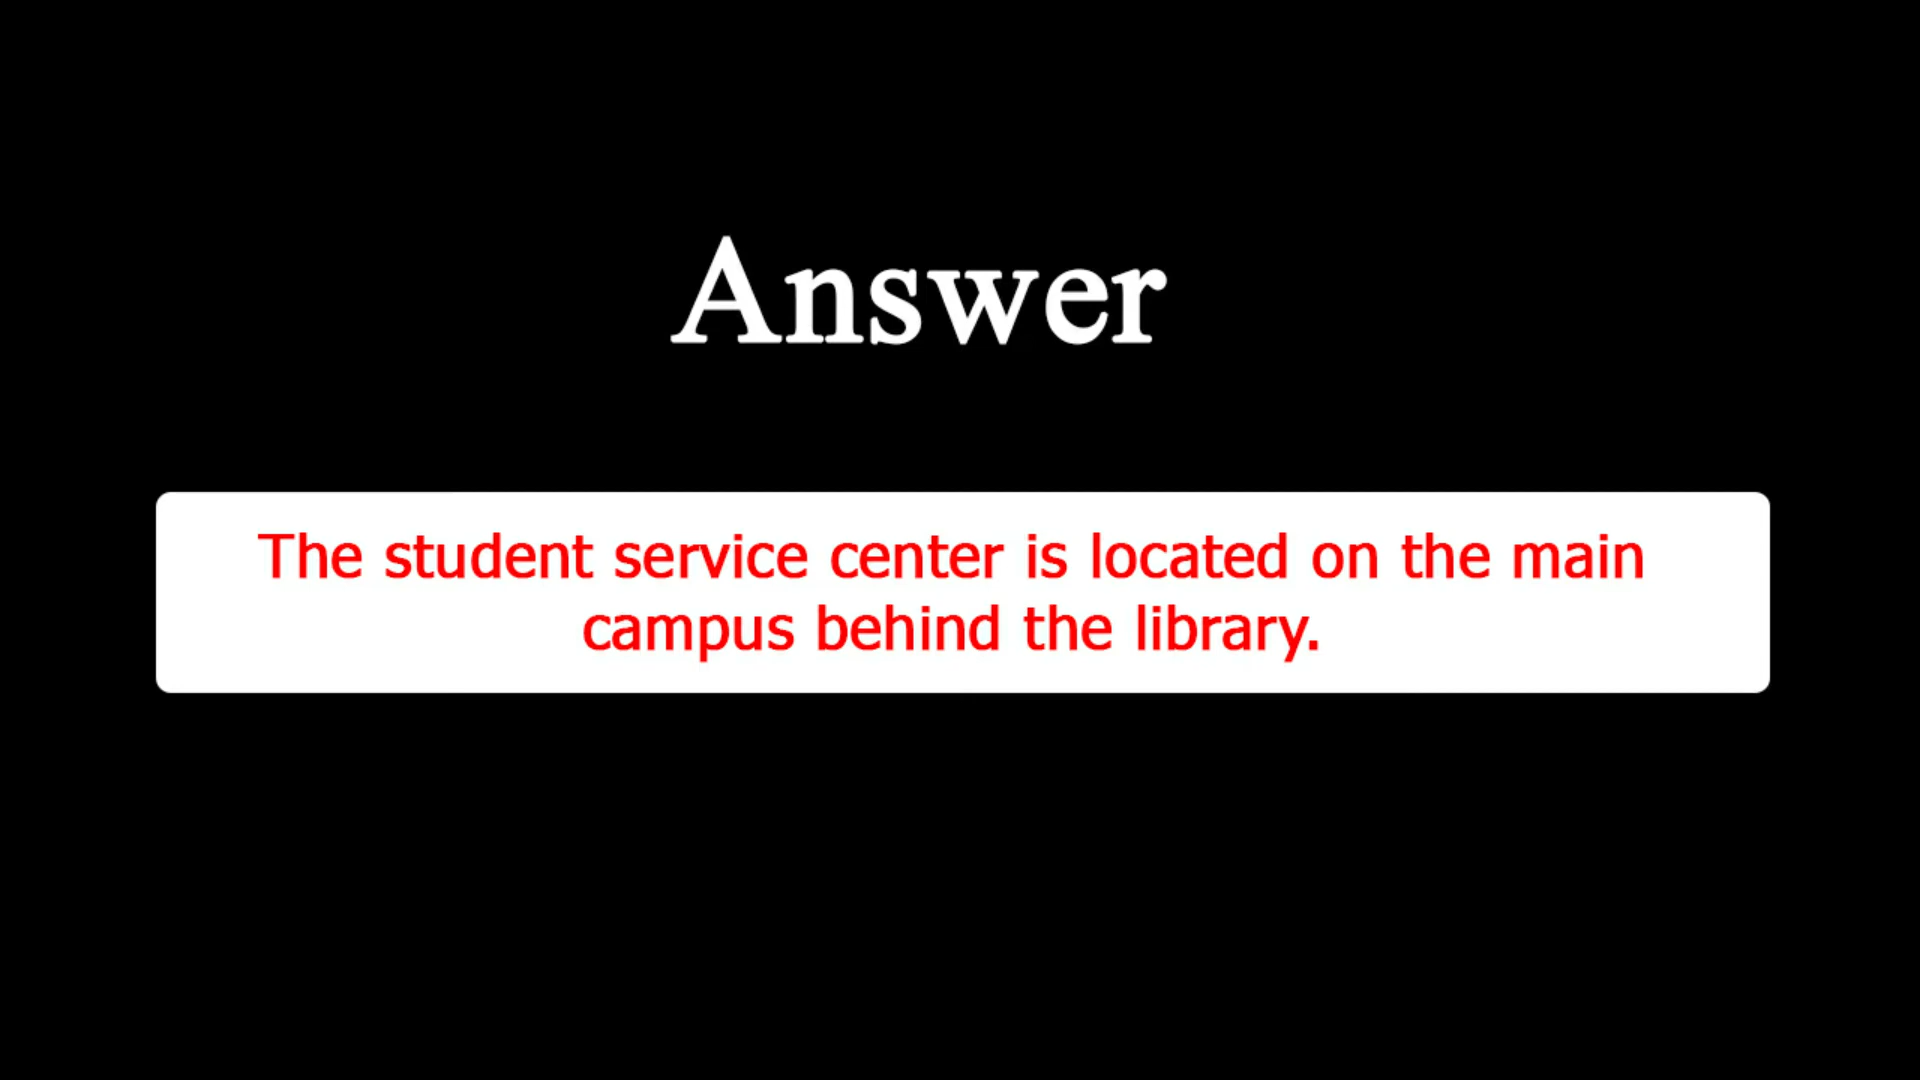 Answer
The student service center is located on the main
campus behind the library.